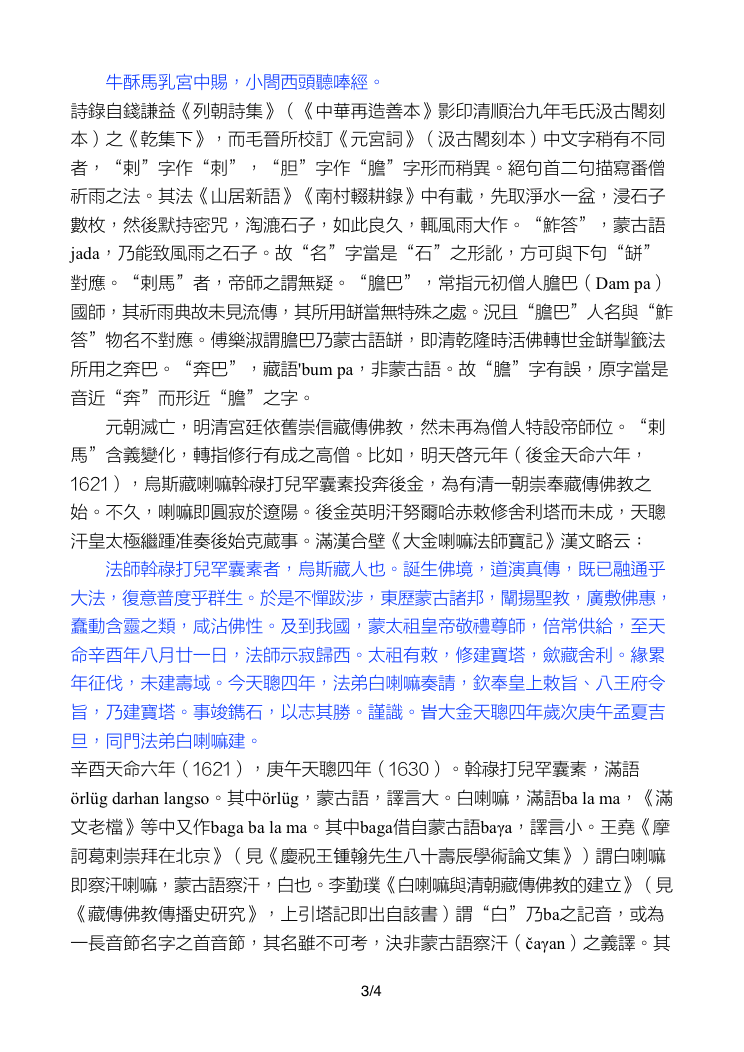 牛酥馬乳宮中賜，小閤西頭聽唪經。
詩錄自錢謙益《列朝詩集》（《中華再造善本》影印清順治九年毛氏汲古閣刻
本）之《乾集下》，而毛晉所校訂《元宮詞》（汲古閣刻本）中文字稍有不同
者，“剌”字作“刺”，“胆”字作“膽”字形而稍異。絕句首二句描寫番僧
祈雨之法。其法《山居新語》《南村輟耕錄》中有載，先取淨水一盆，浸石子
數枚，然後默持密咒，淘漉石子，如此良久，輒風雨大作。“鮓答”，蒙古語
jada，乃能致風雨之石子。故“名”字當是“石”之形訛，方可與下句“缾”
對應。“剌馬”者，帝師之謂無疑。“膽巴”，常指元初僧人膽巴（Dam pa）
國師，其祈雨典故未見流傳，其所用缾當無特殊之處。況且“膽巴”人名與“鮓
答”物名不對應。傅樂淑謂膽巴乃蒙古語缾，即清乾隆時活佛轉世金缾掣籤法
所用之奔巴。“奔巴”，藏語'bum pa，非蒙古語。故“膽”字有誤，原字當是
音近“奔”而形近“膽”之字。
元朝滅亡，明清宮廷依舊崇信藏傳佛教，然未再為僧人特設帝師位。“剌
馬”含義變化，轉指修行有成之高僧。比如，明天啓元年（後金天命六年，
1621），烏斯藏喇嘛斡祿打兒罕囊素投奔後金，為有清一朝崇奉藏傳佛教之
始。不久，喇嘛即圓寂於遼陽。後金英明汗努爾哈赤敕修舍利塔而未成，天聰
汗皇太極繼踵准奏後始克蕆事。滿漢合璧《大金喇嘛法師寶記》漢文略云：
法師斡祿打兒罕囊素者，烏斯藏人也。誕生佛境，道演真傳，既已融通乎
大法，復意普度乎群生。於是不憚跋涉，東歷蒙古諸邦，闡揚聖教，廣敷佛惠，
蠢動含靈之類，咸沾佛性。及到我國，蒙太祖皇帝敬禮尊師，倍常供給，至天
命辛酉年八月廿一日，法師示寂歸西。太祖有敕，修建寶塔，斂藏舍利。緣累
年征伐，未建壽域。今天聰四年，法弟白喇嘛奏請，欽奉皇上敕旨、八王府令
旨，乃建寶塔。事竣鐫石，以志其勝。謹識。旹大金天聰四年歲次庚午孟夏吉
旦，同門法弟白喇嘛建。
辛酉天命六年（1621），庚午天聰四年（1630）。斡祿打兒罕囊素，滿語
örlüg darhan langso。其中örlüg，蒙古語，譯言大。白喇嘛，滿語ba la ma，《滿
文老檔》等中又作baga ba la ma。其中baga借自蒙古語baγa，譯言小。王堯《摩
訶葛剌崇拜在北京》（見《慶祝王锺翰先生八十壽辰學術論文集》）謂白喇嘛
即察汗喇嘛，蒙古語察汗，白也。李勤璞《白喇嘛與清朝藏傳佛教的建立》（見
《藏傳佛教傳播史研究》，上引塔記即出自該書）謂“白”乃ba之記音，或為
一長音節名字之首音節，其名雖不可考，決非蒙古語察汗（čaγan）之義譯。其
3/4